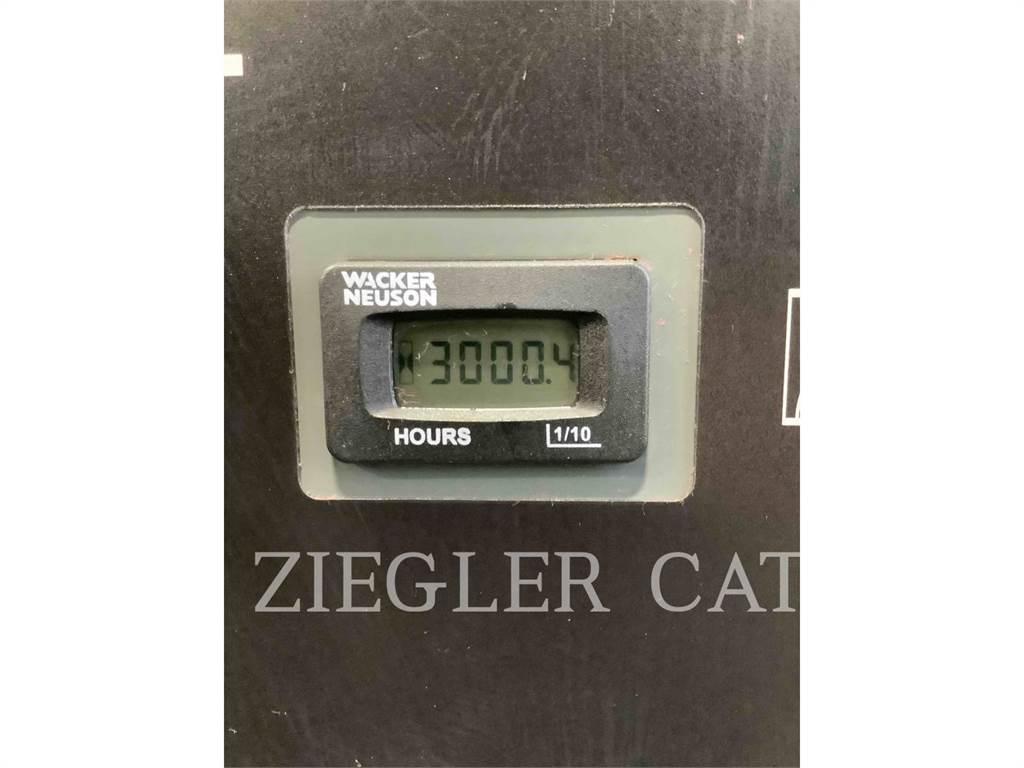 WACKER
NEUSON
3000.4
HOURS 1/10
ZIEGLER CAT